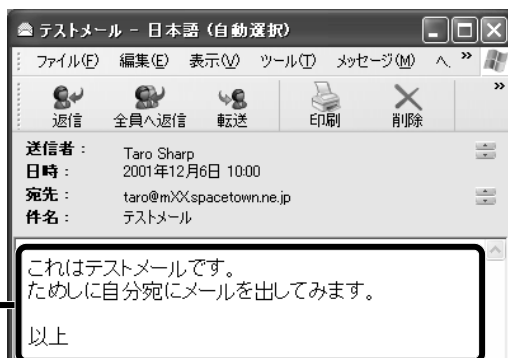 テストメール - 日本語 (自動選択)
ファイル(F) 編集(E) 表示(V) ツール(T) メッセージ(M) ヘ »
返信 全員へ返信 転送 印刷 削除 »
送信者： Taro Sharp
日時： 2001年12月6日 10:00
宛先： taro@mXX.spacetown.ne.jp
件名： テストメール
これはテストメールです。
ためしに自分宛にメールを出してみます。
以上